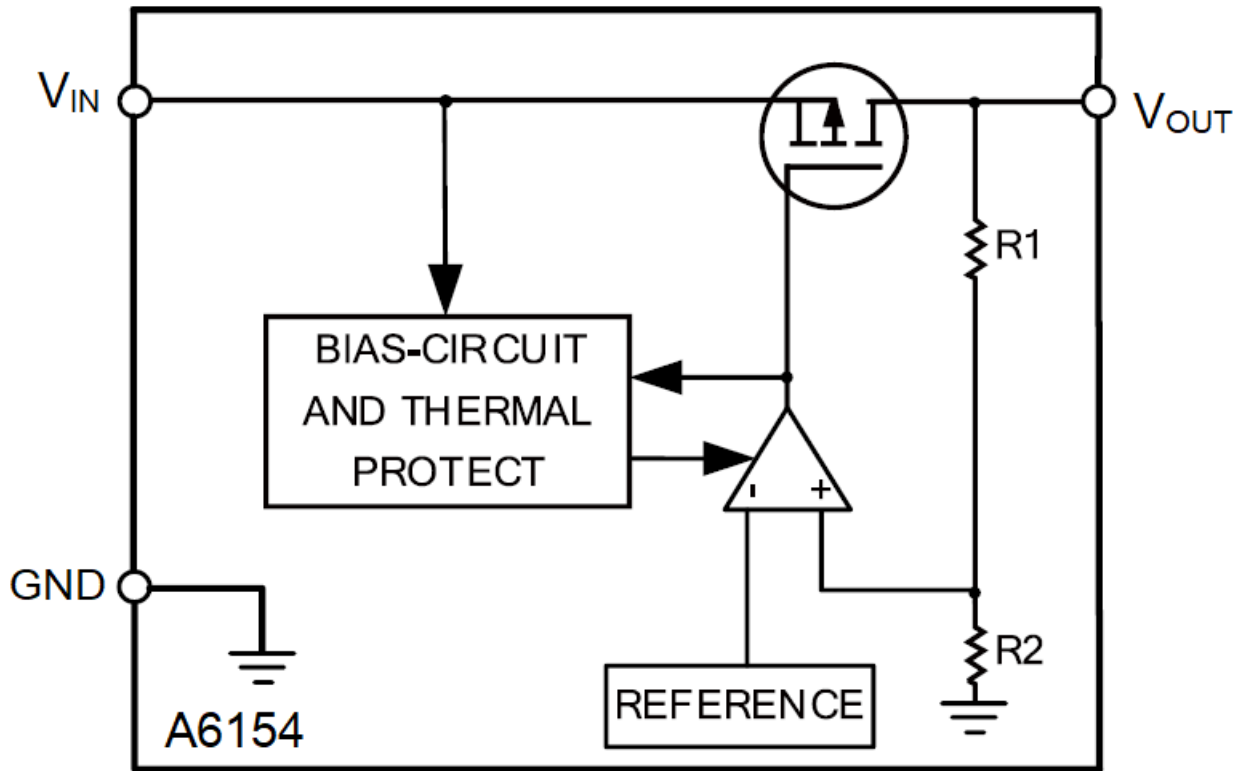 VIN
VOUT
R1
BIAS-CIRCUIT
AND THERMAL
PROTECT
- +
GND
R2
REFERENCE
A6154